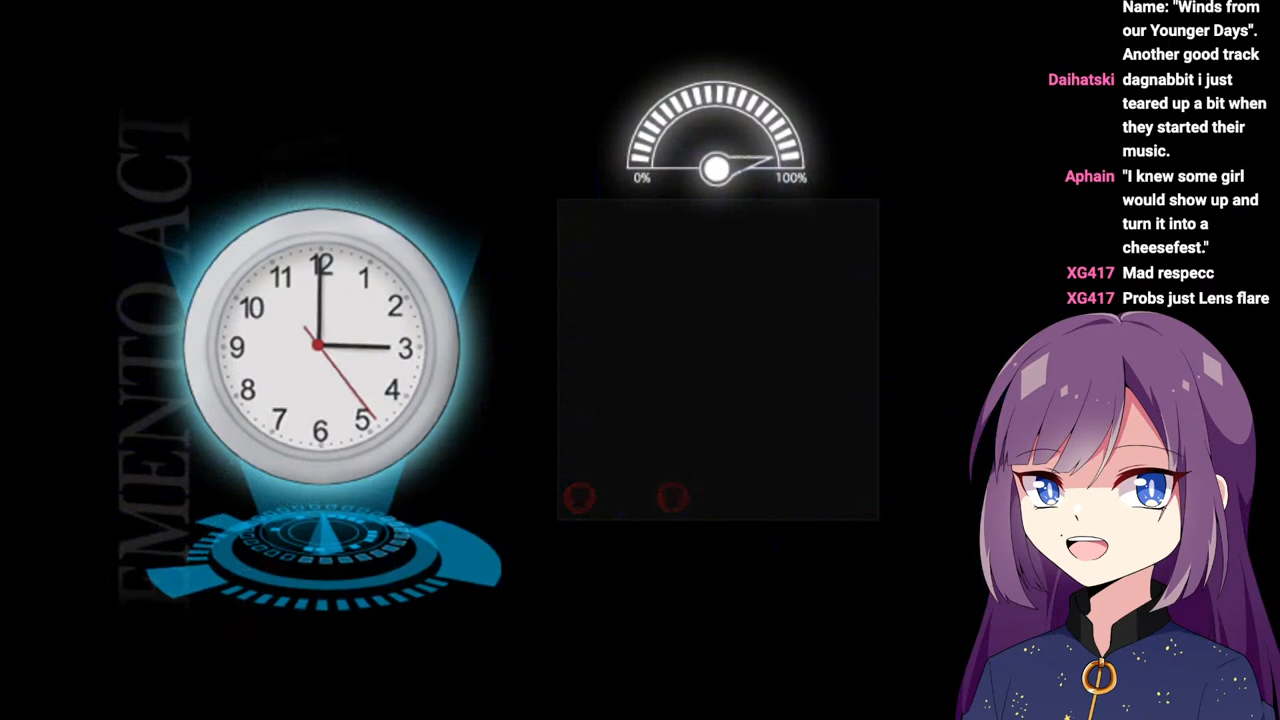 Name: "Winds from
our Younger Days".
Another good track
Daihatski dagnabbit i just
teared up a bit when
they started their
music.
Aphain "I knew some girl
would show up and
turn it into a
cheesefest."
XG417 Mad respecc
XG417 Probs just Lens flare
0% 100%
EMENTO ACT
12
11 1
10 2
9 3
8 4
7 5
6